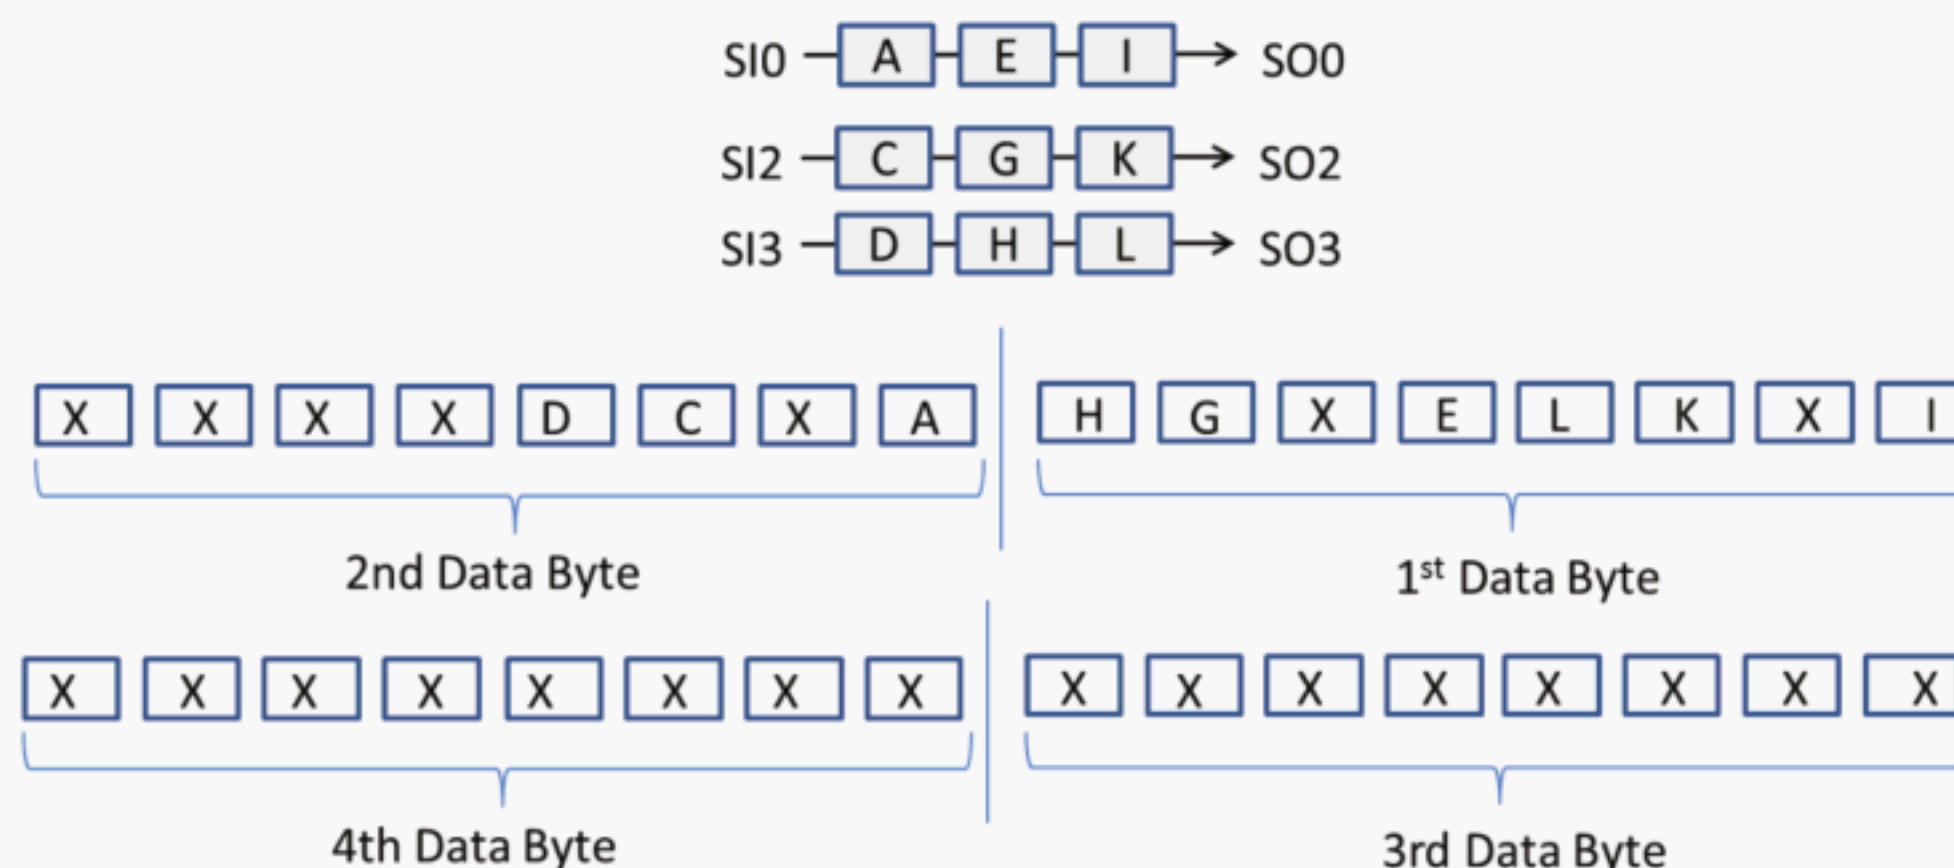 SI0 A E I SO0
SI2 C G K SO2
SI3 D H L SO3
X X X X D C X A H G X E L K X I
2nd Data Byte 1st Data Byte
X X X X X X X X X X X X X X X X
4th Data Byte 3rd Data Byte